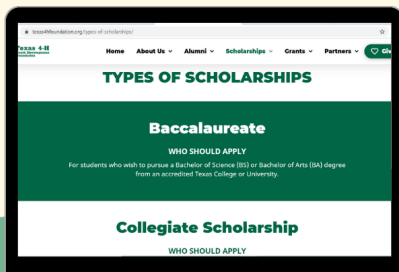 texas4hfoundation.org/types-of-scholarships/
Texas 4-H
Home About Us Alumni Scholarships Grants Partners Giv
TYPES OF SCHOLARSHIPS
Baccalaureate
WHO SHOULD APPLY
For students who wish to pursue a Bachelor of Science (BS) or Bachelor of Arts (BA) degree
from an accredited Texas College or University.
Collegiate Scholarship
WHO SHOULD APPLY